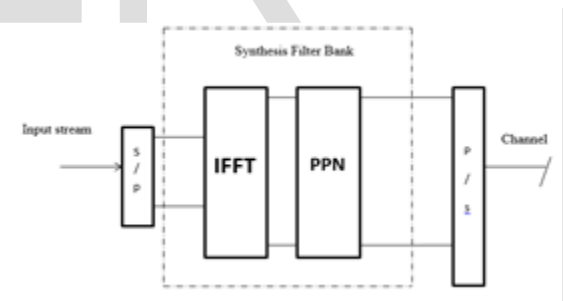 Synthesis Filter Bank
Input stream
S
/
P
IFFT
PPN
P
/
s
Channel